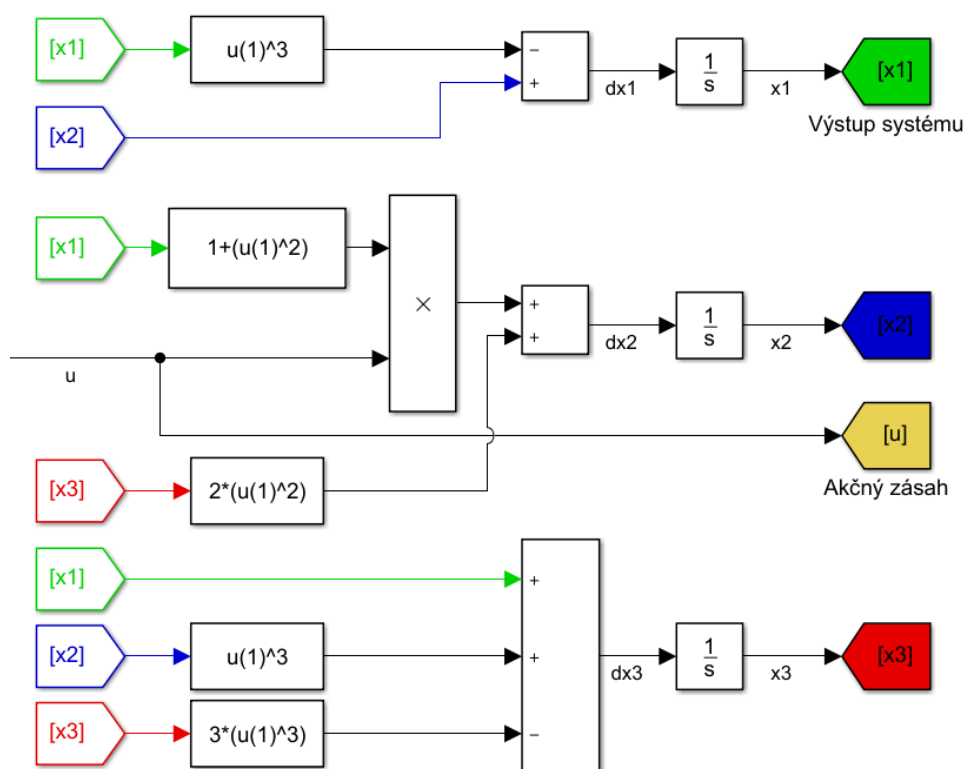 [x1]
u(1)^3
−
+
dx1
1
s
x1
[x1]
[x2]
Výstup systému
[x1]
1+(u(1)^2)
×
+
+
dx2
1
s
x2
[x2]
u
[u]
Akčný zásah
[x3]
2*(u(1)^2)
[x1]
+
[x2]
u(1)^3
+
dx3
1
s
x3
[x3]
[x3]
3*(u(1)^3)
−